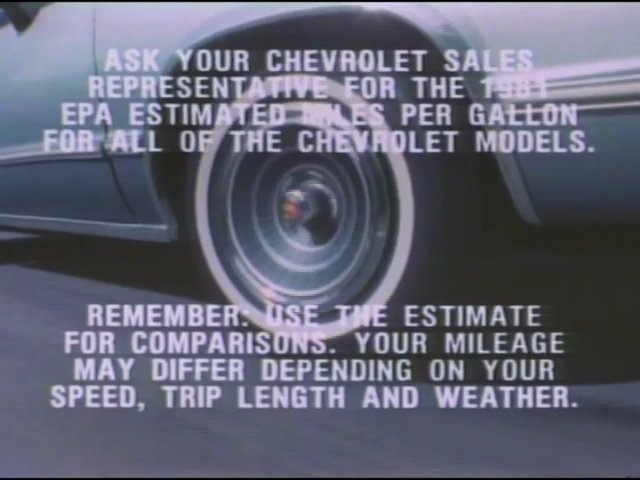 ASK YOUR CHEVROLET SALES
REPRESENTATIVE FOR THE 1981
EPA ESTIMATED MILES PER GALLON
FOR ALL OF THE CHEVROLET MODELS.
REMEMBER: USE THE ESTIMATE
FOR COMPARISONS. YOUR MILEAGE
MAY DIFFER DEPENDING ON YOUR
SPEED, TRIP LENGTH AND WEATHER.